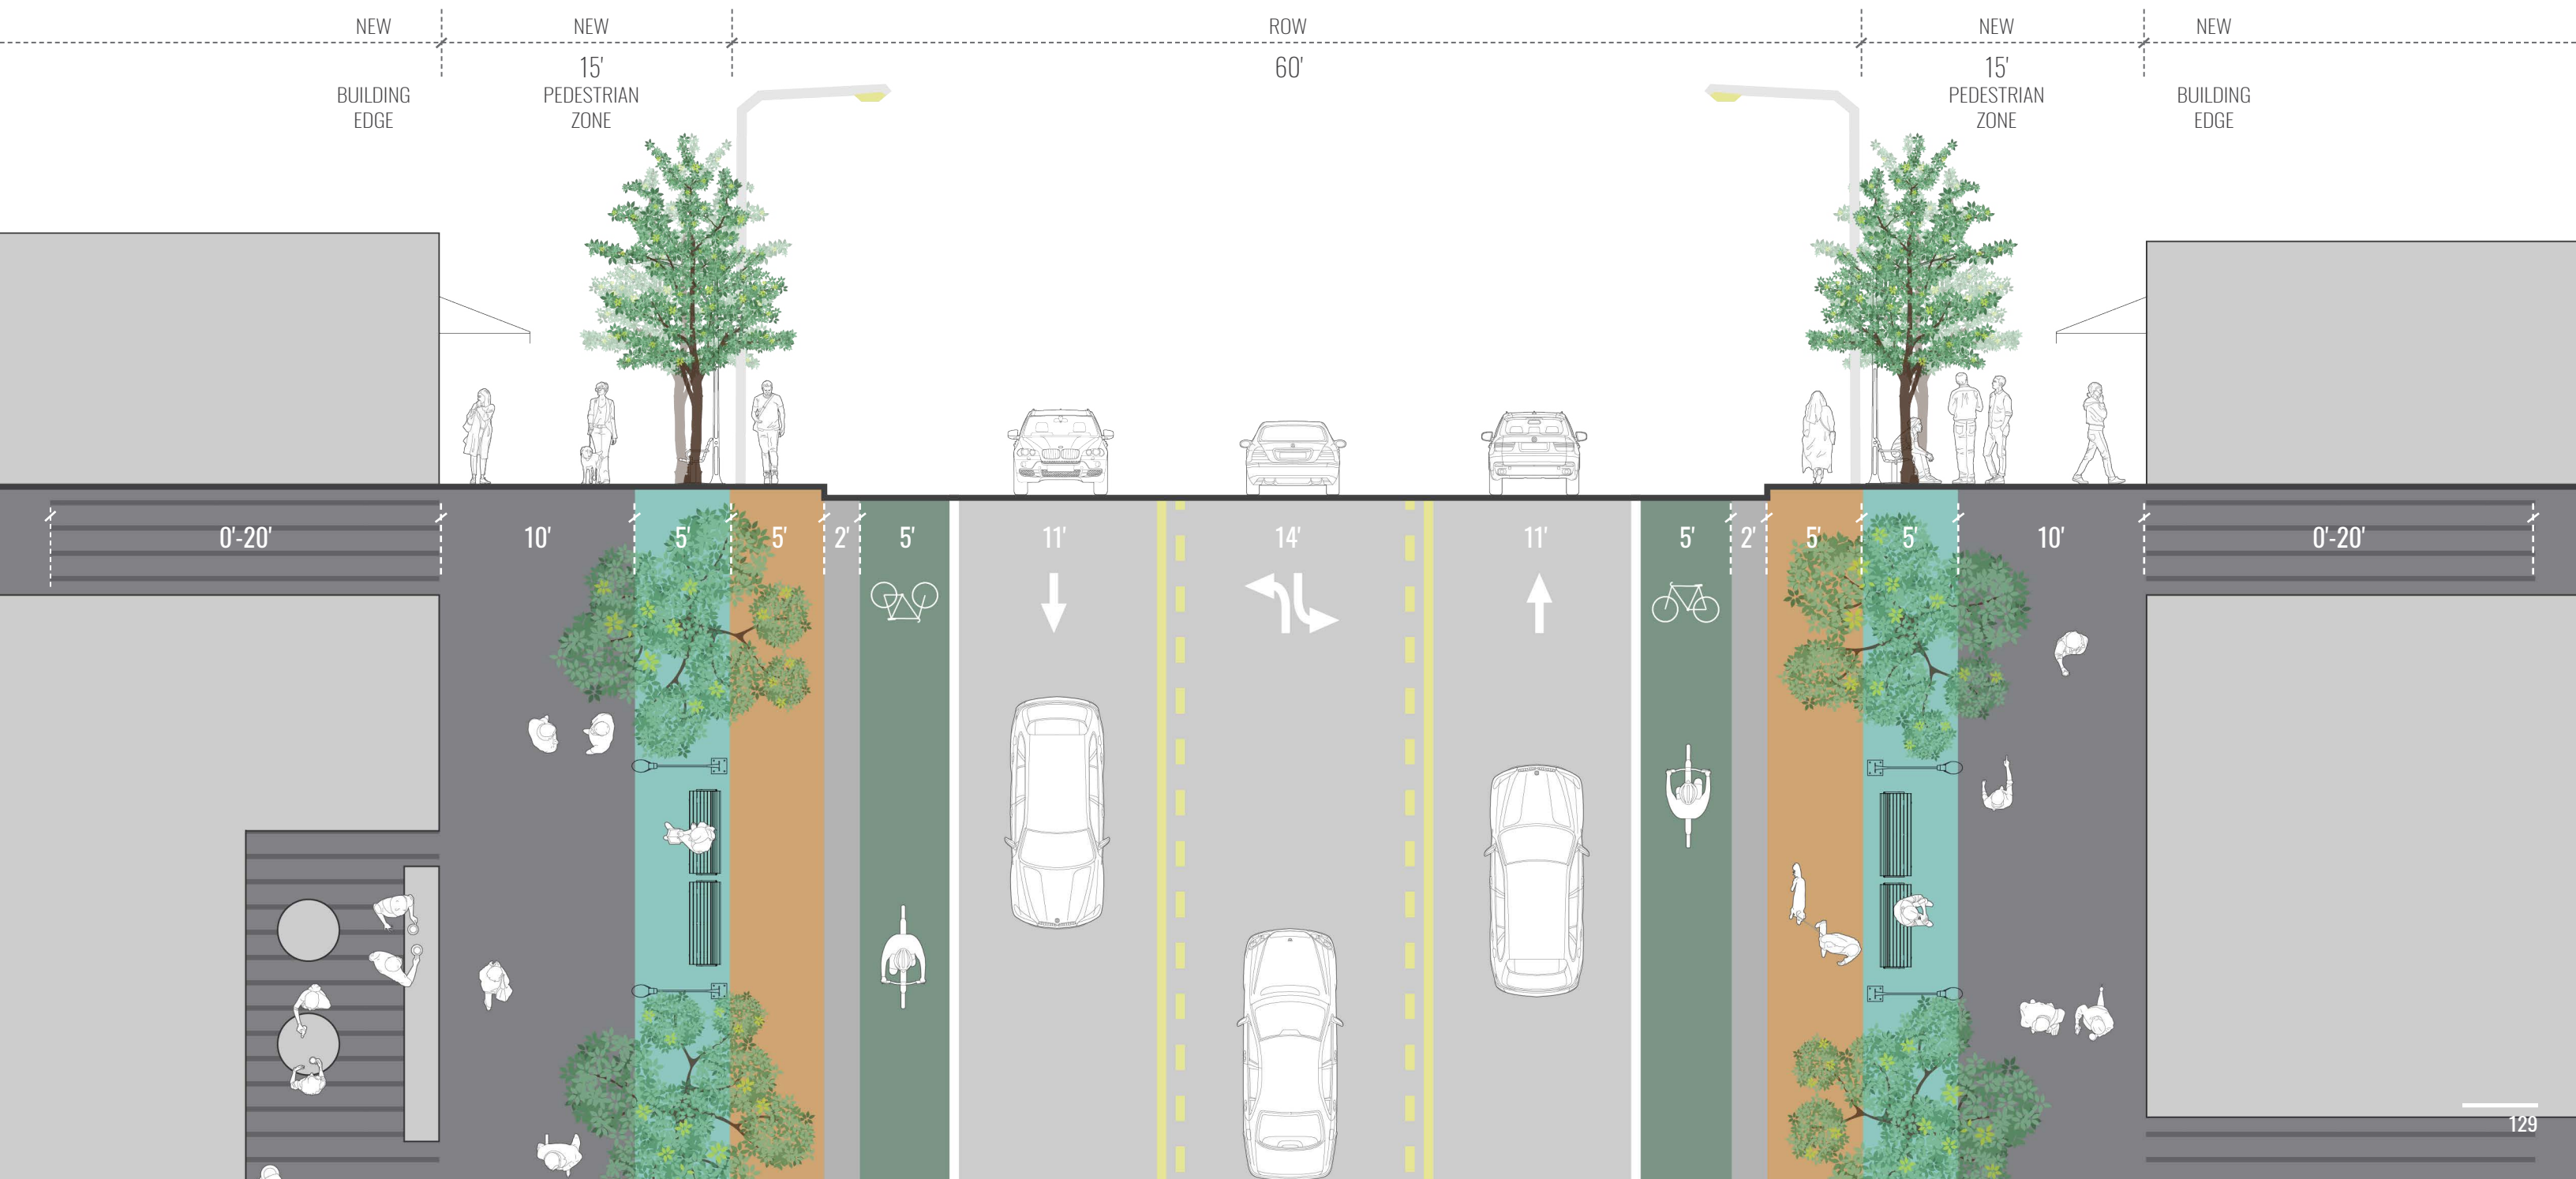 NEW
NEW
ROW
NEW
NEW
15'
60'
15'
BUILDING
EDGE
PEDESTRIAN
ZONE
PEDESTRIAN
ZONE
BUILDING
EDGE
0'-20'
10'
5'
5'
2'
5'
11'
14'
11'
5'
2'
5'
5'
10'
0'-20'
129